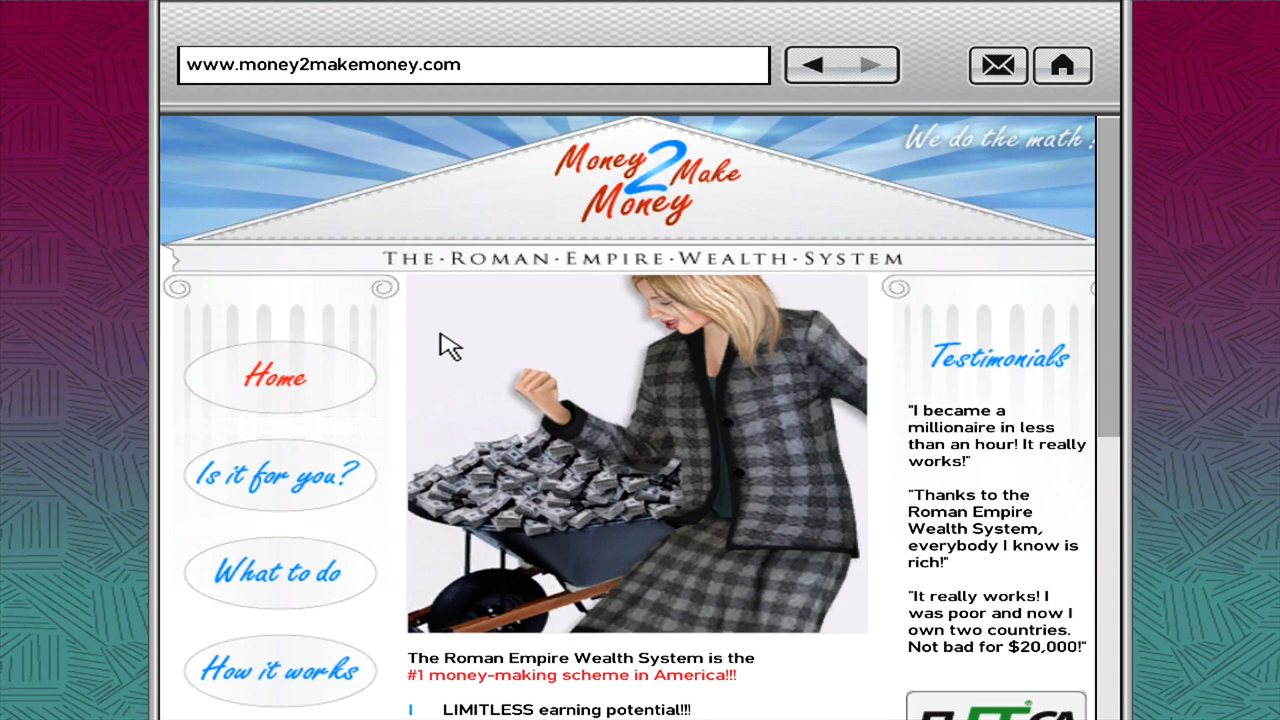 www.money2makemoney.com
We do the math !
Money 2 Make
Money
THE·ROMAN·EMPIRE·WEALTH·SYSTEM
Home
Is it for you?
What to do
How it works
The Roman Empire Wealth System is the
#1 money-making scheme in America!!!
I LIMITLESS earning potential!!!
Testimonials
"I became a
millionaire in less
than an hour! It really
works!"
"Thanks to the
Roman Empire
Wealth System,
everybody I know is
rich!"
"It really works! I
was poor and now I
own two countries.
Not bad for $20,000!"